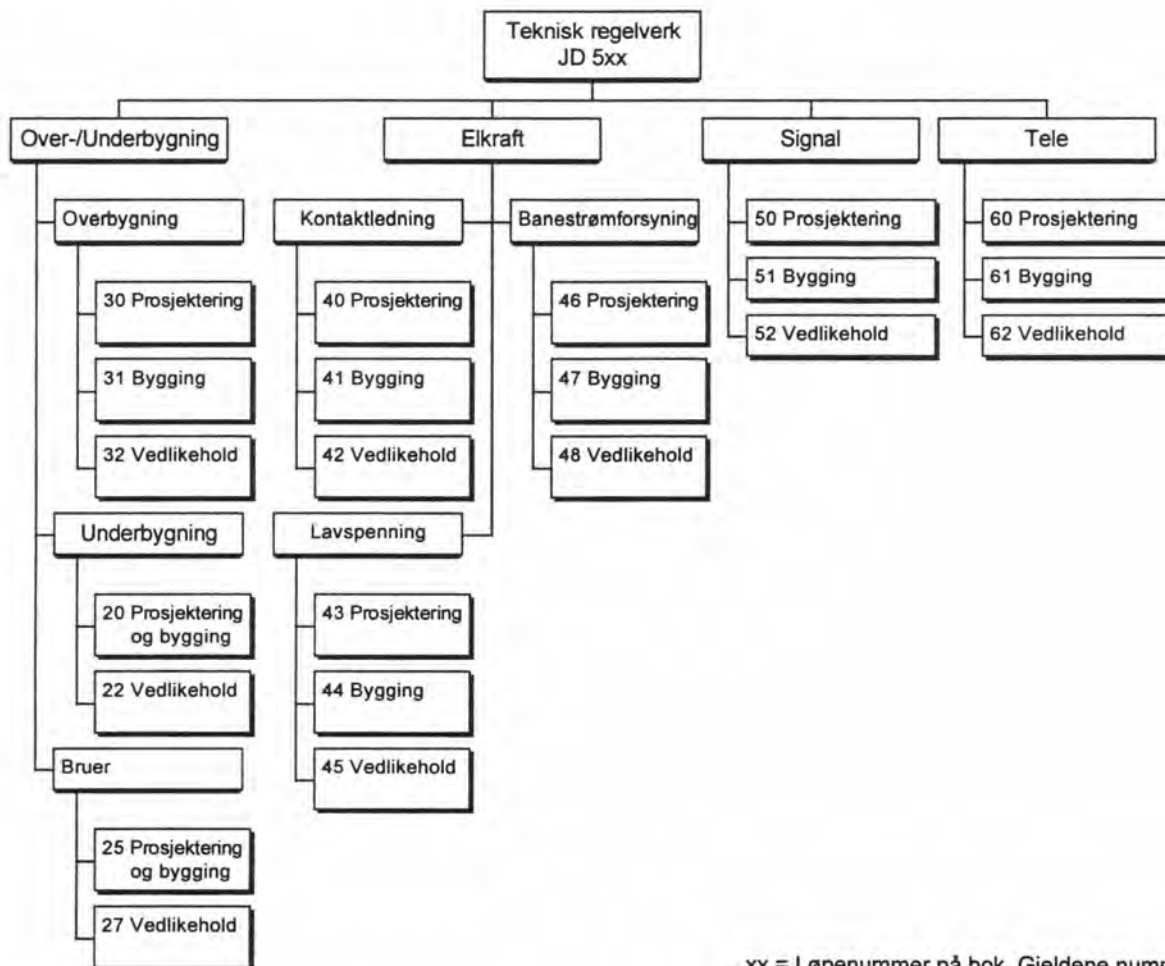 Teknisk regelverk
JD 5xx
Over-/Underbygning
Elkraft
Signal
Tele
Overbygning
30 Prosjektering
31 Bygging
32 Vedlikehold
Underbygning
20 Prosjektering
og bygging
22 Vedlikehold
Bruer
25 Prosjektering
og bygging
27 Vedlikehold
Kontaktledning
40 Prosjektering
41 Bygging
42 Vedlikehold
Lavspenning
43 Prosjektering
44 Bygging
45 Vedlikehold
Banestrømforsyning
46 Prosjektering
47 Bygging
48 Vedlikehold
50 Prosjektering
51 Bygging
52 Vedlikehold
60 Prosjektering
61 Bygging
62 Vedlikehold
xx = Løpenummer på bok. Gjeldene